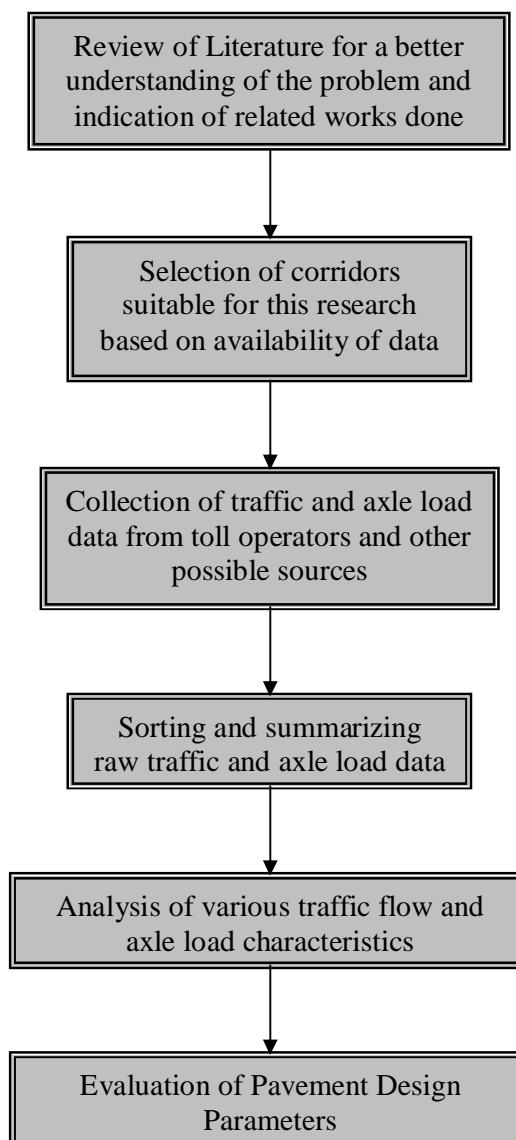 Review of Literature for a better
understanding of the problem and
indication of related works done
Selection of corridors
suitable for this research
based on availability of data
Collection of traffic and axle load
data from toll operators and other
possible sources
Sorting and summarizing
raw traffic and axle load data
Analysis of various traffic flow and
axle load characteristics
Evaluation of Pavement Design
Parameters